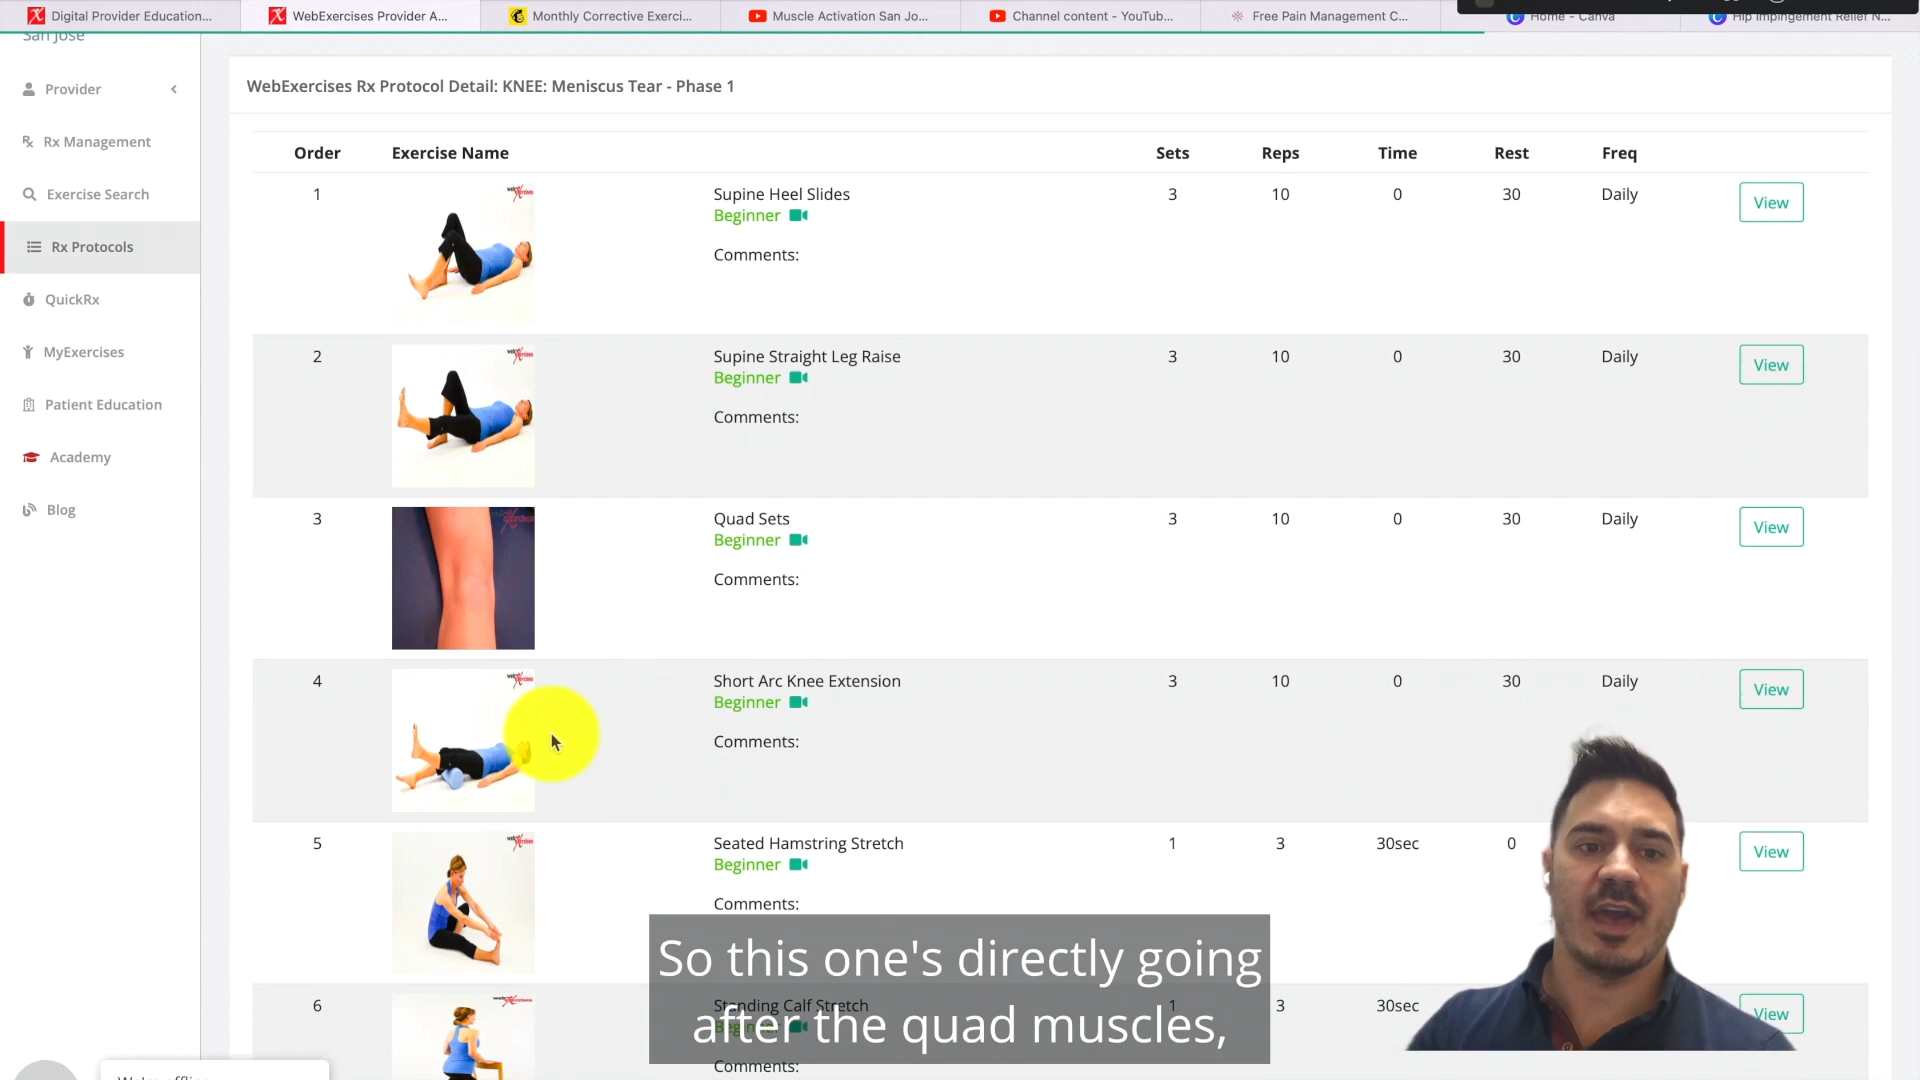 Digital Provider Education...
WebExercises Provider A...
Monthly Corrective Exerci...
Muscle Activation San Jo...
Channel content - YouTub...
Free Pain Management C...
Home - Canva
Hip Impingement Relief N...
San Jose
Provider
Rx Management
Exercise Search
Rx Protocols
QuickRx
MyExercises
Patient Education
Academy
Blog
WebExercises Rx Protocol Detail: KNEE: Meniscus Tear - Phase 1
Order Exercise Name Sets Reps Time Rest Freq
1 Supine Heel Slides 3 10 0 30 Daily View
Beginner
Comments:
2 Supine Straight Leg Raise 3 10 0 30 Daily View
Beginner
Comments:
3 Quad Sets 3 10 0 30 Daily View
Beginner
Comments:
4 Short Arc Knee Extension 3 10 0 30 Daily View
Beginner
Comments:
5 Seated Hamstring Stretch 1 3 30sec 0 View
Beginner
Comments:
6 Standing Calf Stretch 1 3 30sec View
Beginner
Comments:
So this one's directly going
after the quad muscles,